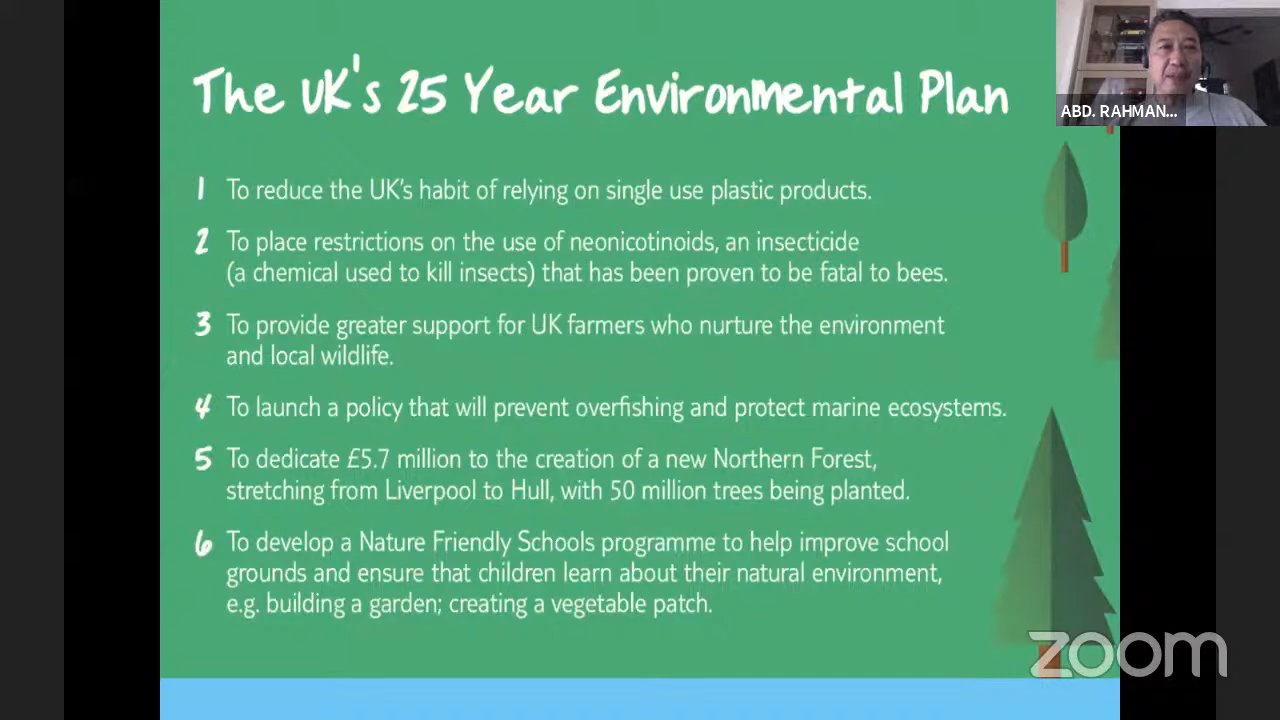 The UK's 25 Year Environmental Plan
ABD. RAHMAN...
1 To reduce the UK's habit of relying on single use plastic products.
2 To place restrictions on the use of neonicotinoids, an insecticide
(a chemical used to kill insects) that has been proven to be fatal to bees.
3 To provide greater support for UK farmers who nurture the environment
and local wildlife.
4 To launch a policy that will prevent overfishing and protect marine ecosystems.
5 To dedicate £5.7 million to the creation of a new Northern Forest,
stretching from Liverpool to Hull, with 50 million trees being planted.
6 To develop a Nature Friendly Schools programme to help improve school
grounds and ensure that children learn about their natural environment,
e.g. building a garden; creating a vegetable patch.
zoom